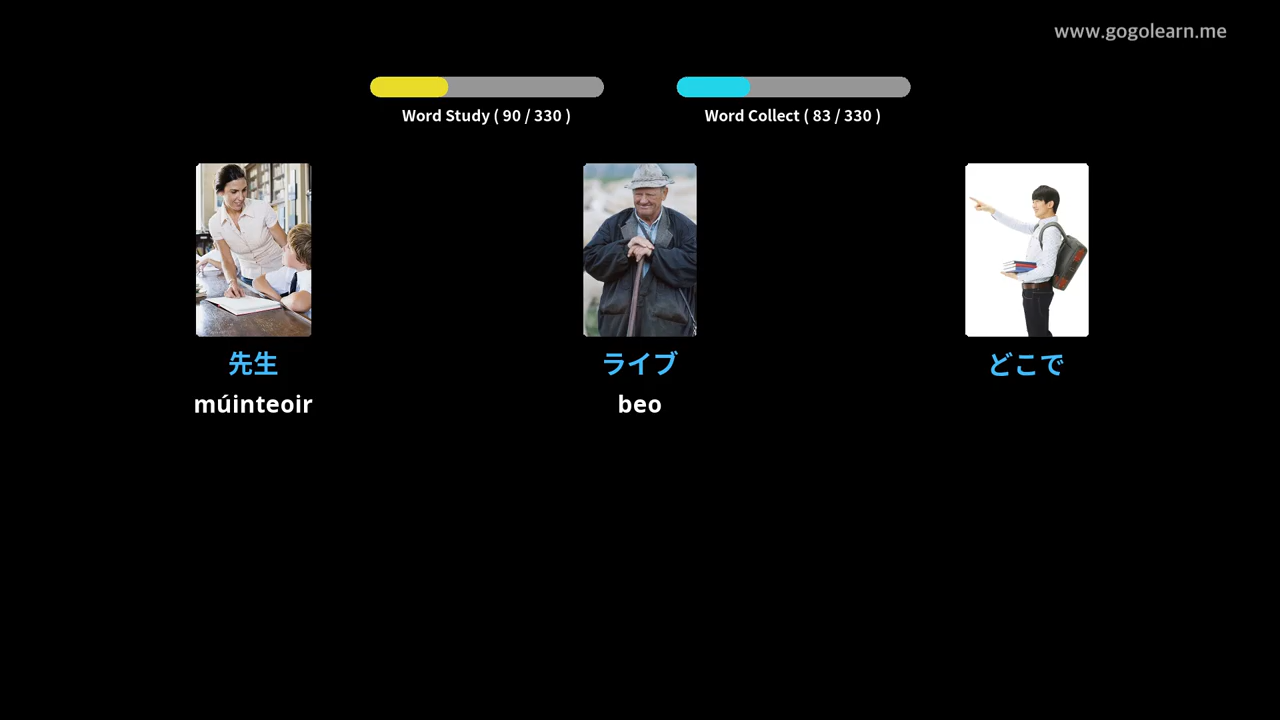 www.gogolearn.me
Word Study ( 90 / 330 )
Word Collect ( 83 / 330 )
先生
ライブ
どこで
múinteoir
beo